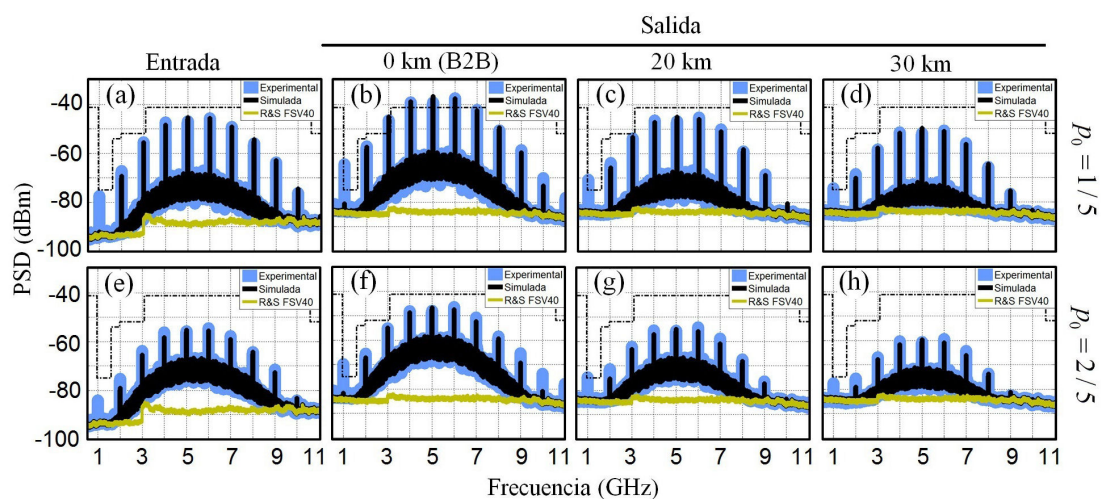 Salida
Entrada
0 km (B2B)
20 km
30 km
(a)
Experimental
Simulada
R&S FSV40
(b)
Experimental
Simulada
R&S FSV40
(c)
Experimental
Simulada
R&S FSV40
(d)
Experimental
Simulada
R&S FSV40
-40
-60
-80
-100
p₀ = 1 / 5
PSD (dBm)
(e)
Experimental
Simulada
R&S FSV40
(f)
Experimental
Simulada
R&S FSV40
(g)
Experimental
Simulada
R&S FSV40
(h)
Experimental
Simulada
R&S FSV40
-40
-60
-80
-100
p₀ = 2 / 5
1 3 5 7 9 11
1 3 5 7 9 11
1 3 5 7 9 11
1 3 5 7 9 11
Frecuencia (GHz)